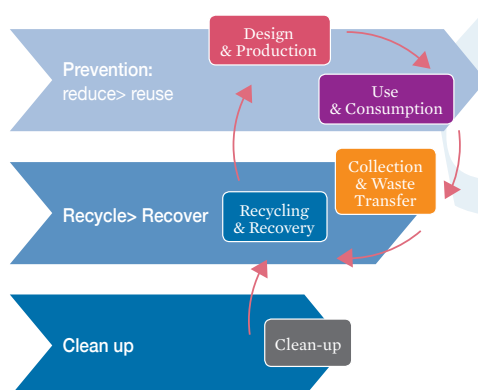 Design
& Production
Prevention:
reduce> reuse
Use
& Consumption
Collection
& Waste
Transfer
Recycle> Recover
Recycling
& Recovery
Clean up
Clean-up